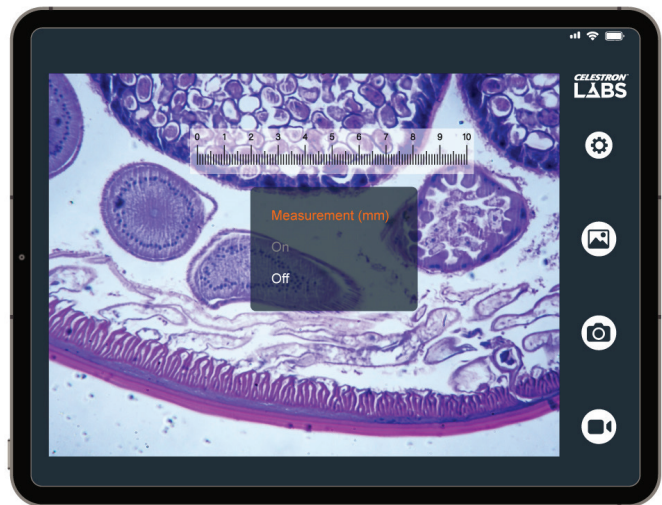 CELESTRON
LABS
0 1 2 3 4 5 6 7 8 9 10
Measurement (mm)
On
Off